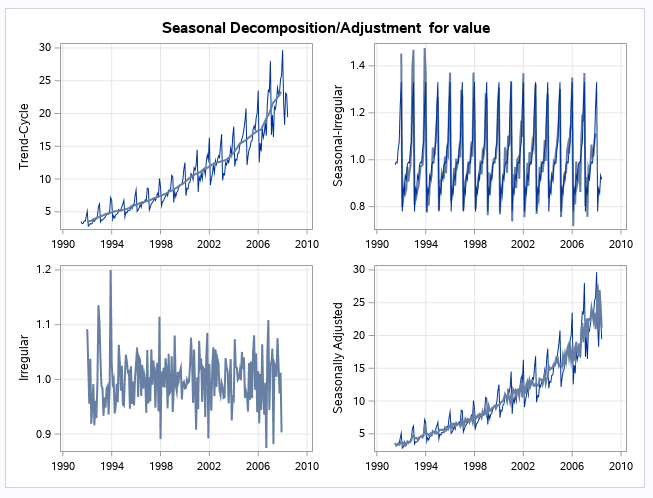 Seasonal Decomposition/Adjustment for value
Trend-Cycle
30
25
20
15
10
5
1990 1994 1998 2002 2006 2010
Seasonal-Irregular
1.4
1.2
1.0
0.8
1990 1994 1998 2002 2006 2010
Irregular
1.2
1.1
1.0
0.9
1990 1994 1998 2002 2006 2010
Seasonally Adjusted
30
25
20
15
10
5
1990 1994 1998 2002 2006 2010